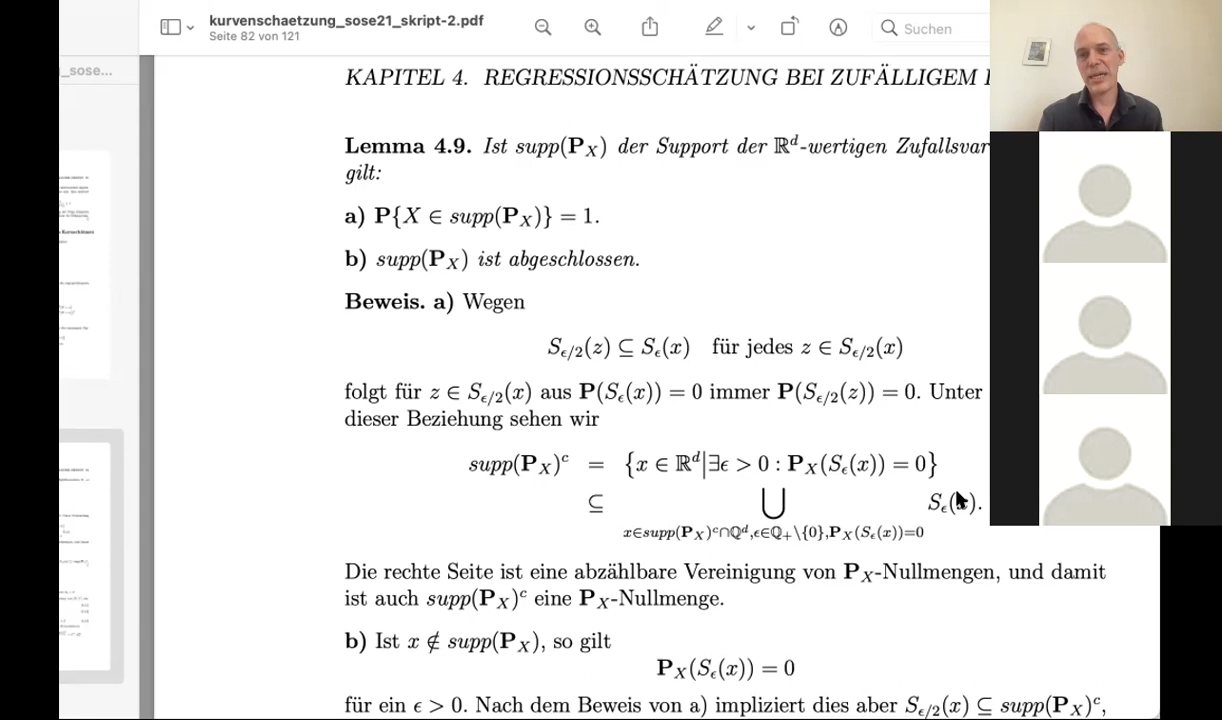 kurvenschaetzung_sose21_skript-2.pdf
Seite 82 von 121
Suchen
_sose...
KAPITEL 4. REGRESSIONSSCHÄTZUNG BEI ZUFÄLLIGEM
Lemma 4.9. Ist supp(P_X) der Support der ℝ^d-wertigen Zufallsvar
gilt:
a) P{X ∈ supp(P_X)} = 1.
b) supp(P_X) ist abgeschlossen.
Beweis. a) Wegen
S_{ϵ/2}(z) ⊆ S_ϵ(x) für jedes z ∈ S_{ϵ/2}(x)
folgt für z ∈ S_{ϵ/2}(x) aus P(S_ϵ(x)) = 0 immer P(S_{ϵ/2}(z)) = 0. Unter
dieser Beziehung sehen wir
supp(P_X)^c = {x ∈ ℝ^d|∃ϵ > 0 : P_X(S_ϵ(x)) = 0}
⊆ ⋃_{x∈supp(P_X)^c∩ℚ^d,ϵ∈ℚ_+\{0},P_X(S_ϵ(x))=0} S_ϵ( ).
Die rechte Seite ist eine abzählbare Vereinigung von P_X-Nullmengen, und damit
ist auch supp(P_X)^c eine P_X-Nullmenge.
b) Ist x ∉ supp(P_X), so gilt
P_X(S_ϵ(x)) = 0
für ein ϵ > 0. Nach dem Beweis von a) impliziert dies aber S_{ϵ/2}(x) ⊆ supp(P_X)^c,